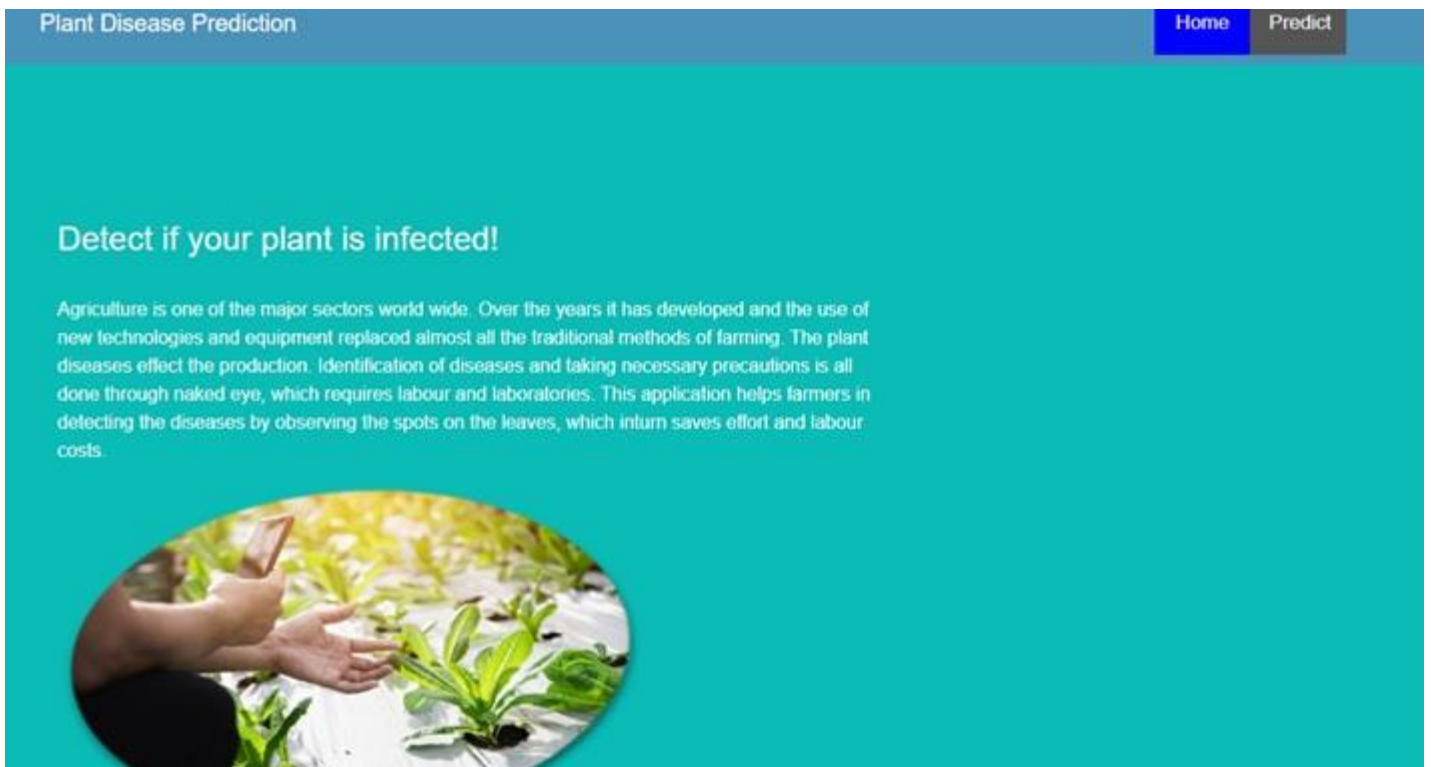 Plant Disease Prediction
Home
Predict
Detect if your plant is infected!
Agriculture is one of the major sectors world wide. Over the years it has developed and the use of
new technologies and equipment replaced almost all the traditional methods of farming. The plant
diseases effect the production. Identification of diseases and taking necessary precautions is all
done through naked eye, which requires labour and laboratories. This application helps farmers in
detecting the diseases by observing the spots on the leaves, which inturn saves effort and labour
costs.